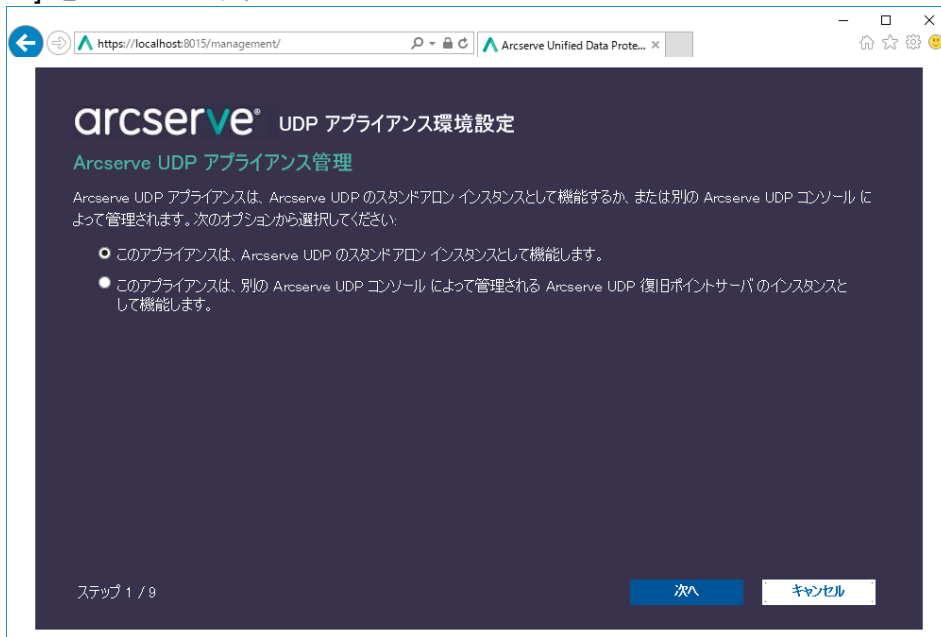 https://localhost:8015/management/
Arcserve Unified Data Prote...
arcserve® UDP アプライアンス環境設定
Arcserve UDP アプライアンス管理
Arcserve UDP アプライアンスは、Arcserve UDP のスタンドアロン インスタンスとして機能するか、または別の Arcserve UDP コンソール に
よって管理されます。次のオプションから選択してください:
このアプライアンスは、Arcserve UDP のスタンドアロン インスタンスとして機能します。
このアプライアンスは、別の Arcserve UDP コンソール によって管理される Arcserve UDP 復旧ポイントサーバ のインスタンスと
して機能します。
ステップ 1 / 9
次へ
キャンセル